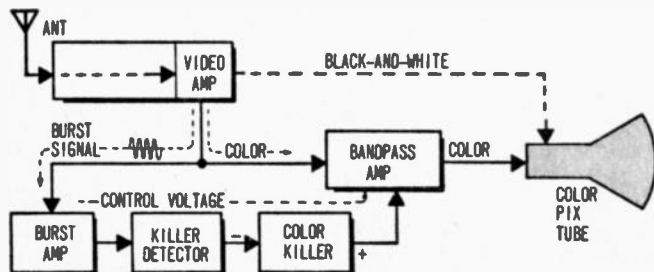 ANT
VIDEO
AMP
BLACK-AND-WHITE
BURST
SIGNAL
COLOR
BANDPASS
AMP
COLOR
CONTROL VOLTAGE
COLOR
PIX
TUBE
BURST
AMP
KILLER
DETECTOR
-
COLOR
KILLER
+